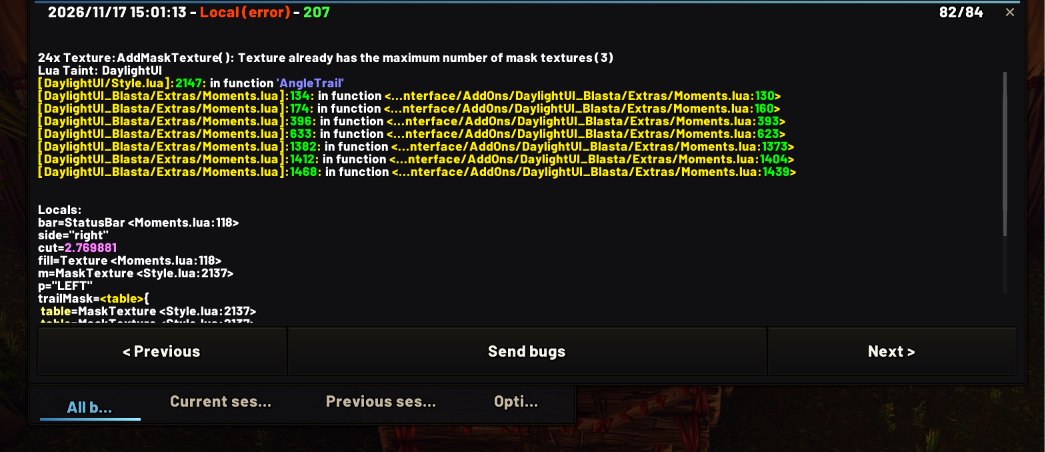 2026/11/17 15:01:13 - Local (error) - 207
82/84
×
24x Texture:AddMaskTexture(): Texture already has the maximum number of mask textures (3)
Lua Taint: DaylightUI
[DaylightUI/Style.lua]:2147: in function 'AngleTrail'
[DaylightUI_Blasta/Extras/Moments.lua]:134: in function <...nterface/AddOns/DaylightUI_Blasta/Extras/Moments.lua:130>
[DaylightUI_Blasta/Extras/Moments.lua]:174: in function <...nterface/AddOns/DaylightUI_Blasta/Extras/Moments.lua:160>
[DaylightUI_Blasta/Extras/Moments.lua]:396: in function <...nterface/AddOns/DaylightUI_Blasta/Extras/Moments.lua:393>
[DaylightUI_Blasta/Extras/Moments.lua]:633: in function <...nterface/AddOns/DaylightUI_Blasta/Extras/Moments.lua:623>
[DaylightUI_Blasta/Extras/Moments.lua]:1382: in function <...nterface/AddOns/DaylightUI_Blasta/Extras/Moments.lua:1373>
[DaylightUI_Blasta/Extras/Moments.lua]:1412: in function <...nterface/AddOns/DaylightUI_Blasta/Extras/Moments.lua:1404>
[DaylightUI_Blasta/Extras/Moments.lua]:1468: in function <...nterface/AddOns/DaylightUI_Blasta/Extras/Moments.lua:1439>
Locals:
bar=StatusBar <Moments.lua:118>
side="right"
cut=2.769881
fill=Texture <Moments.lua:118>
m=MaskTexture <Style.lua:2137>
p="LEFT"
trailMask=<table>{
table=MaskTexture <Style.lua:2137>
table=MaskTexture <Style.lua:2137>
< Previous
Send bugs
Next >
All b...
Current ses...
Previous ses...
Opti...